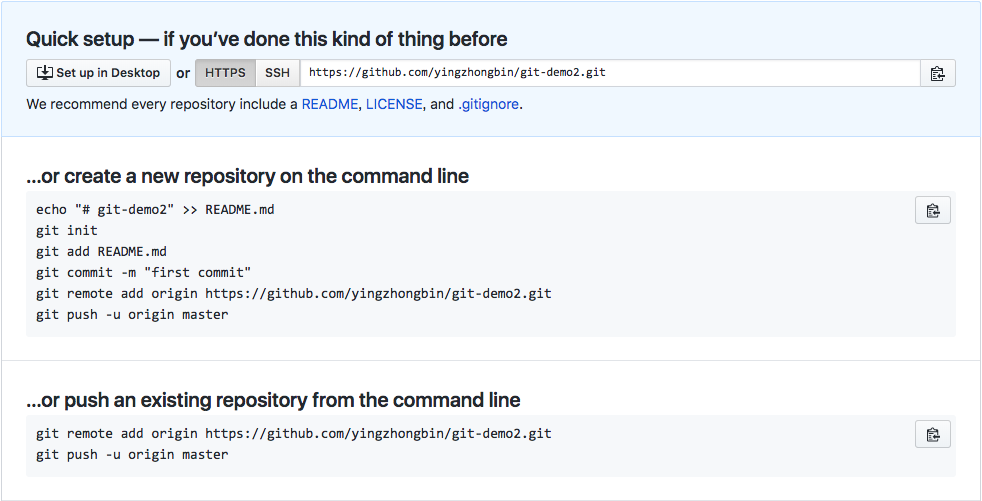 Quick setup — if you’ve done this kind of thing before
Set up in Desktop or HTTPS SSH https://github.com/yingzhongbin/git-demo2.git
We recommend every repository include a README, LICENSE, and .gitignore.
…or create a new repository on the command line
echo "# git-demo2" >> README.md
git init
git add README.md
git commit -m "first commit"
git remote add origin https://github.com/yingzhongbin/git-demo2.git
git push -u origin master
…or push an existing repository from the command line
git remote add origin https://github.com/yingzhongbin/git-demo2.git
git push -u origin master